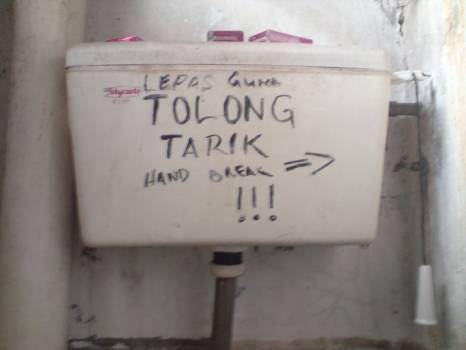 LEPAS GUNA
TOLONG
TARIK
HAND BREAK =>
!!!